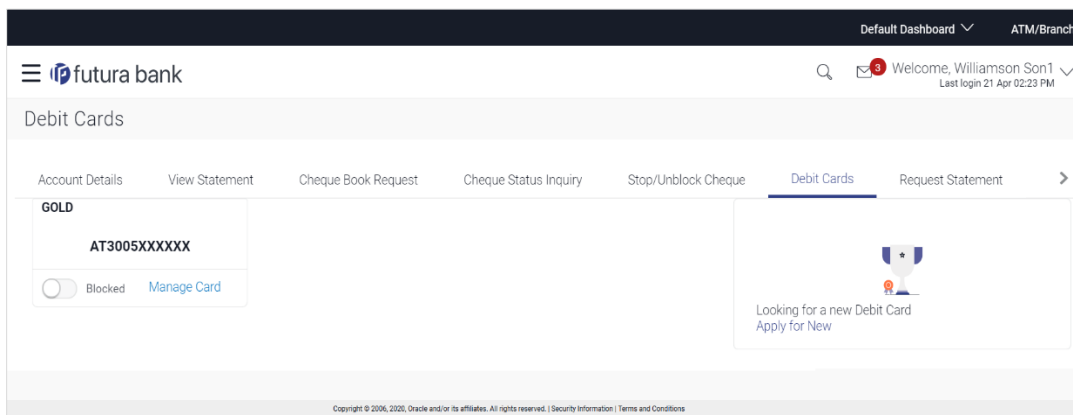 Default Dashboard ATM/Branch
futura bank 3 Welcome, Williamson Son1
Last login 21 Apr 02:23 PM
Debit Cards
Account Details View Statement Cheque Book Request Cheque Status Inquiry Stop/Unblock Cheque Debit Cards Request Statement
GOLD
AT3005XXXXXX
Blocked Manage Card
Looking for a new Debit Card
Apply for New
Copyright © 2006, 2020, Oracle and/or its affiliates. All rights reserved. | Security Information | Terms and Conditions